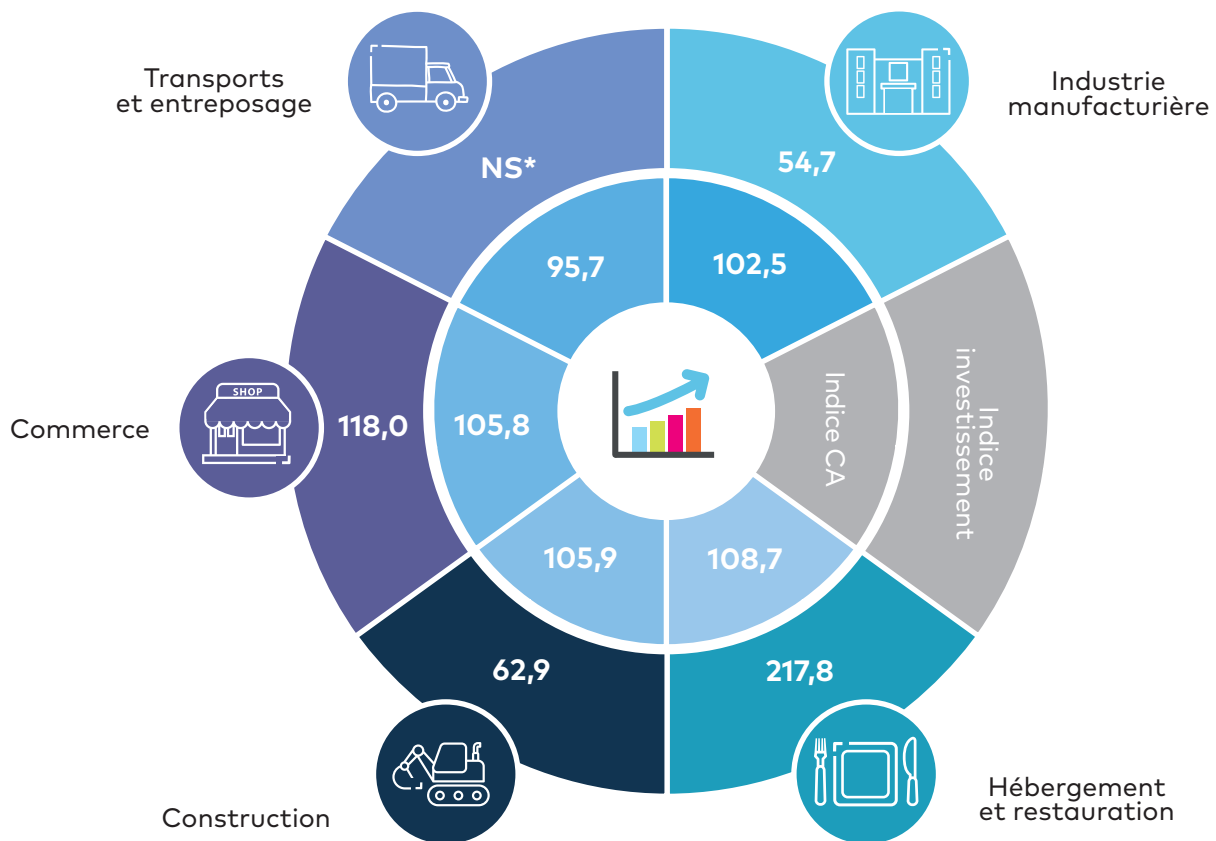 Transports
et entreposage
Industrie
manufacturière
NS*
54,7
95,7
102,5
SHOP
Commerce
118,0
105,8
Indice CA
Indice
investissement
105,9
108,7
62,9
217,8
Construction
Hébergement
et restauration